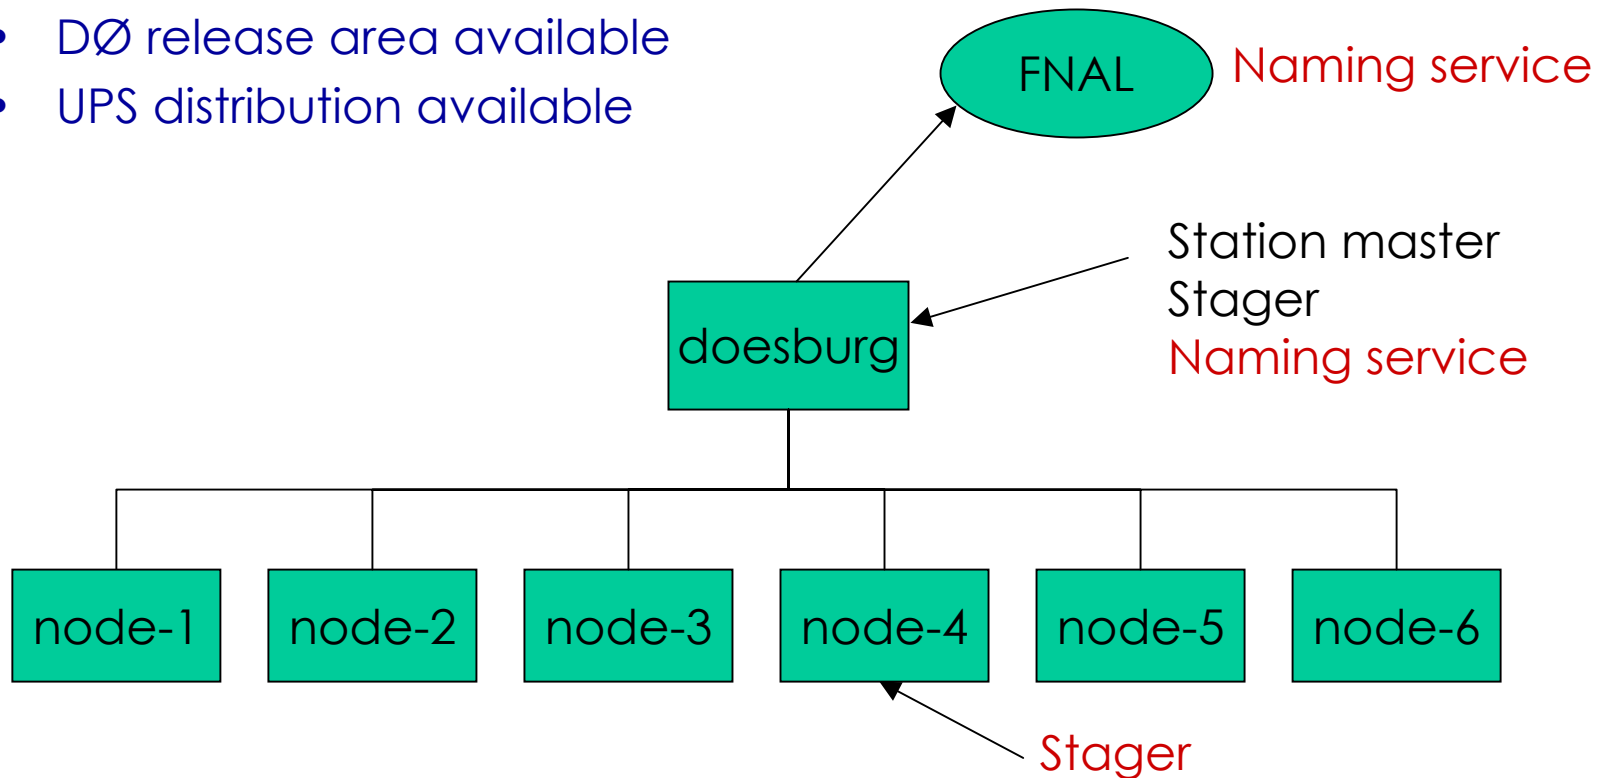 • DØ release area available
• UPS distribution available
FNAL
Naming service
Station master
Stager
Naming service
doesburg
node-1
node-2
node-3
node-4
node-5
node-6
Stager